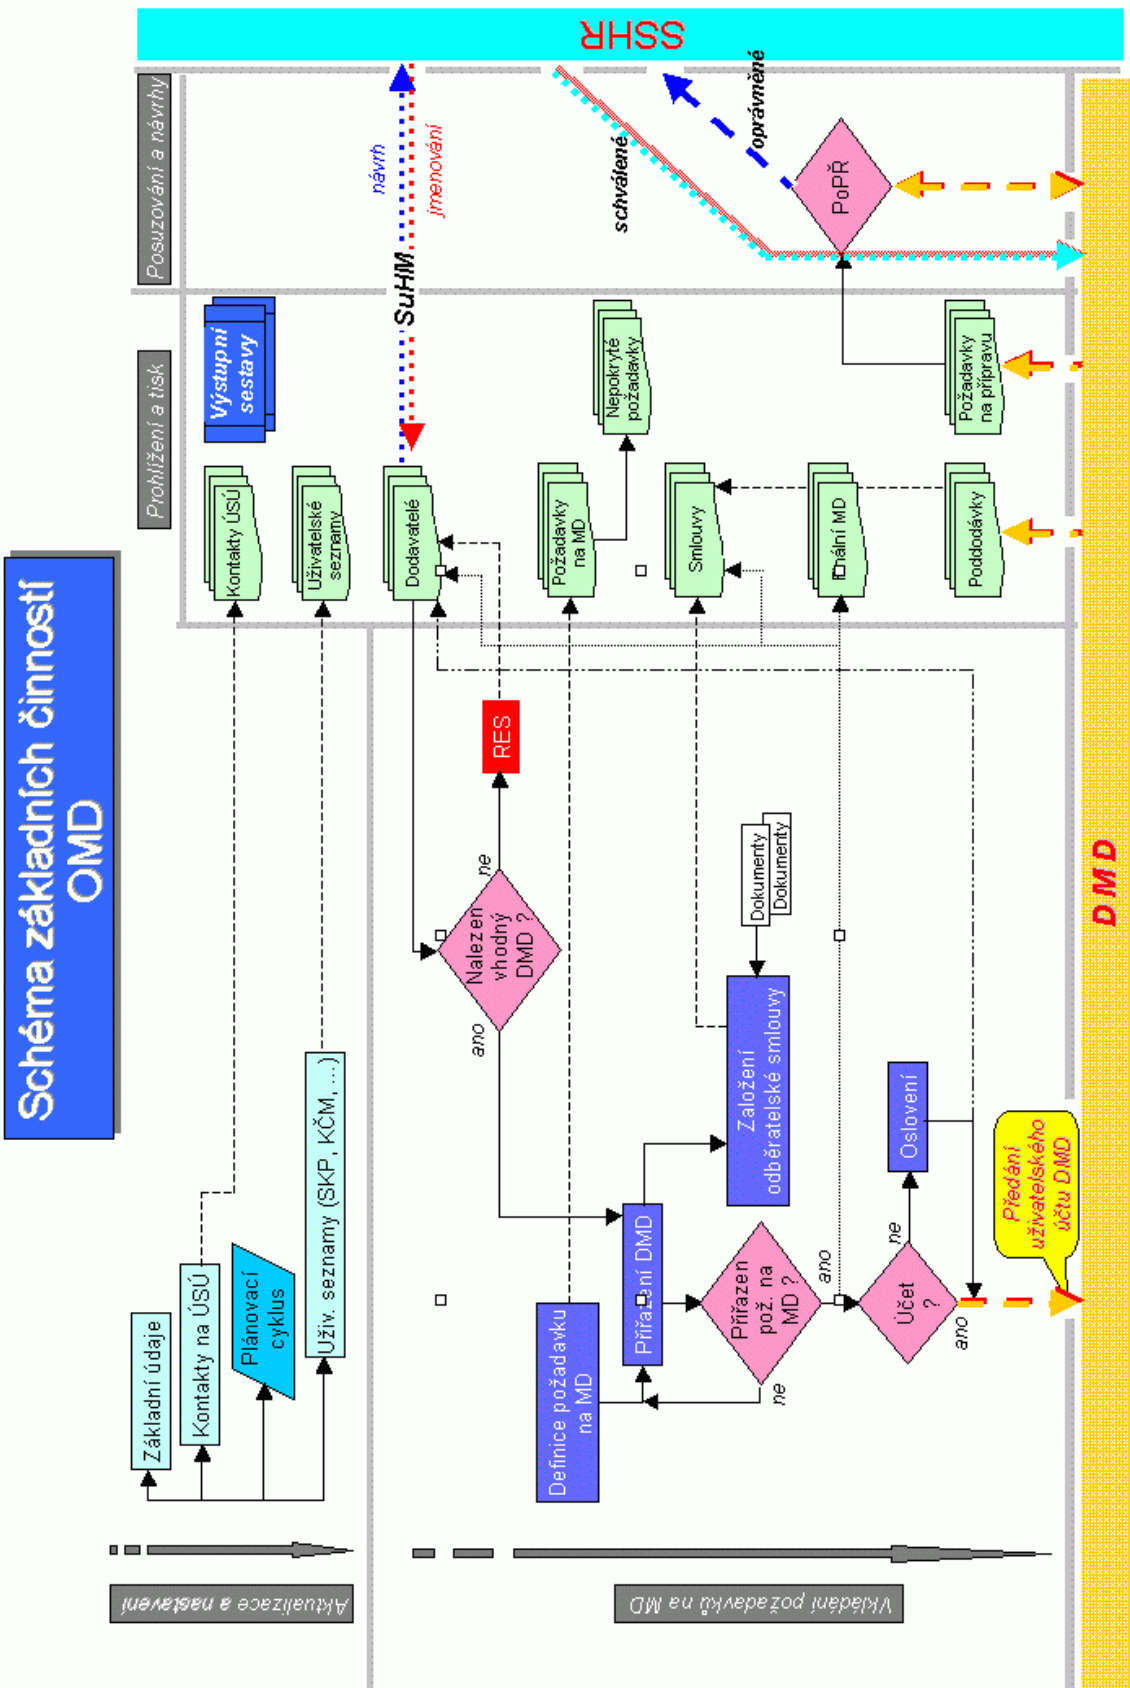 Schéma základních činností
OMD
Aktualizace a nastavení
Základní údaje
Kontakty na ÚSÚ
Plánovací
cyklus
Uživ. seznamy (SKP, KČM, ...)
Vkládání požadavků na MD
Definice požadavku
na MD
Přiřazení DMD
Přiřazen
pož. na
MD ?
ano
ne
Účet
?
ano
ne
Oslovení
Předání
uživatelského
účtu DMD
Založení
odběratelské smlouvy
Dokumenty
Dokumenty
Nalezen
vhodný
DMD ?
ano
ne
RES
Prohlížení a tisk
Kontakty ÚSÚ
Výstupní
sestavy
Uživatelské
seznamy
Dodavatelé
Požadavky
na MD
Nepokryté
požadavky
Smlouvy
Finální MD
Poddodávky
Požadavky
na přípravu
Posuzování a návrhy
SuHM
návrh
jmenování
schválené
oprávněné
PoPŘ
SSHR
DMD